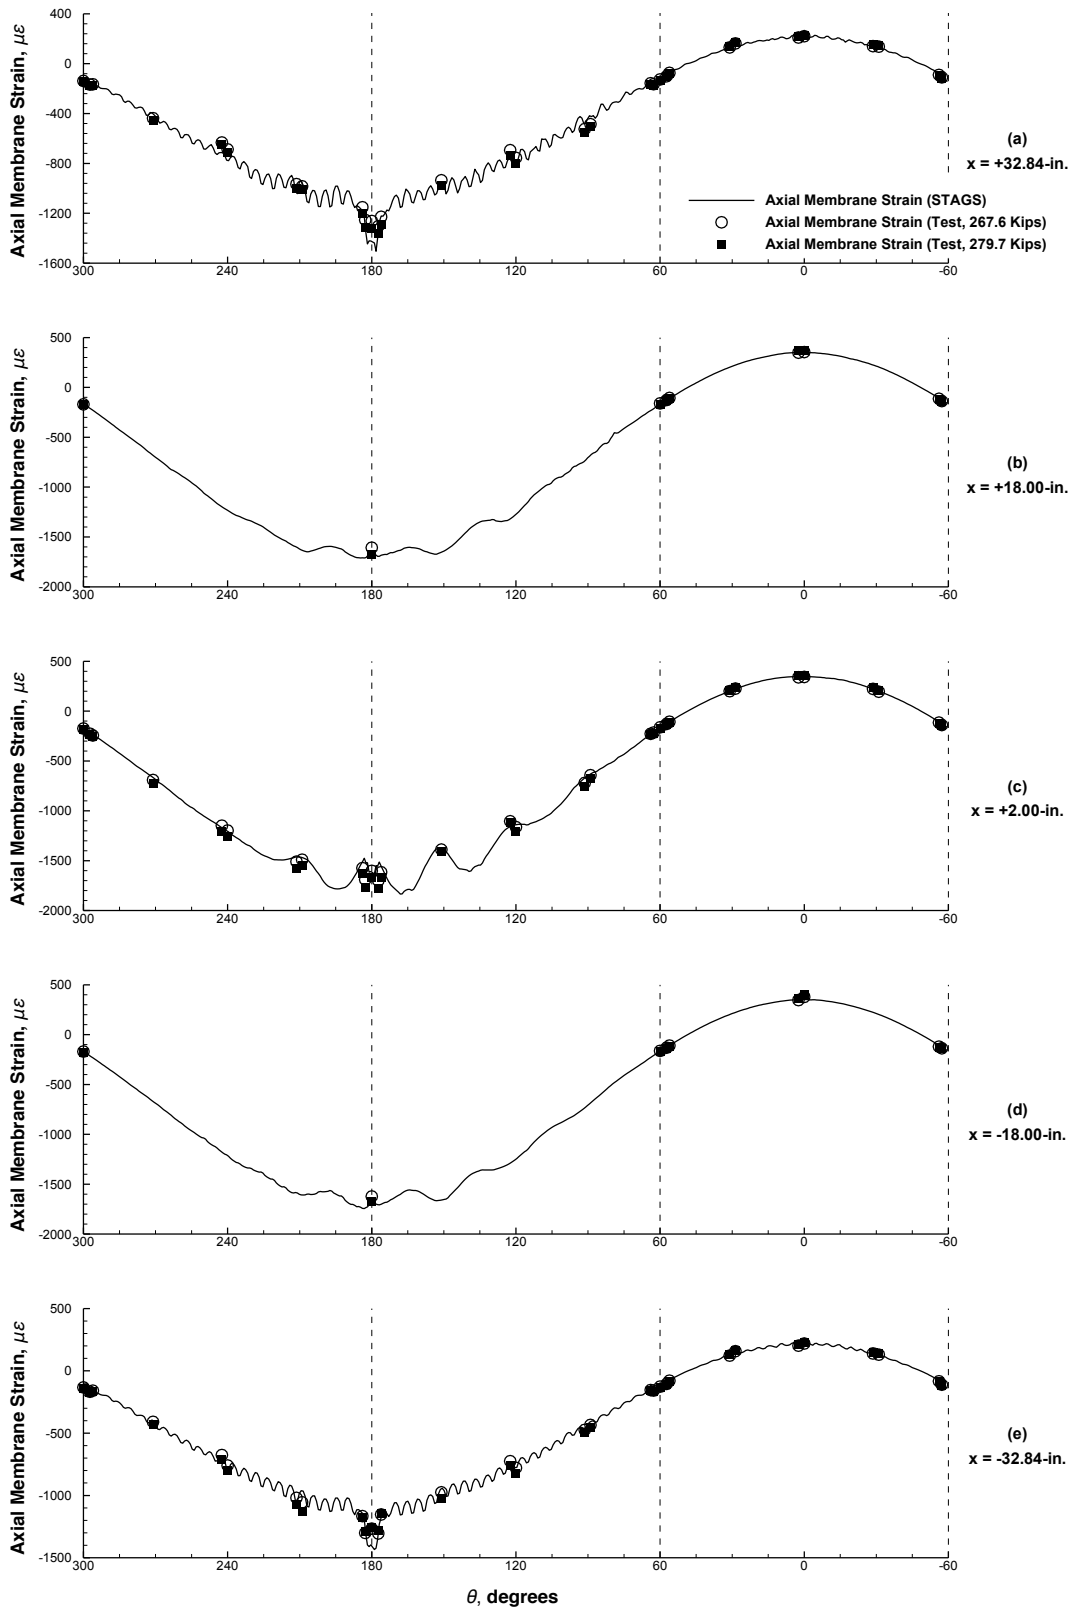 400
0
-400
-800
-1200
-1600
300 240 180 120 60 0 -60
Axial Membrane Strain, με
(a)
x = +32.84-in.
Axial Membrane Strain (STAGS)
Axial Membrane Strain (Test, 267.6 Kips)
Axial Membrane Strain (Test, 279.7 Kips)
500
0
-500
-1000
-1500
-2000
300 240 180 120 60 0 -60
Axial Membrane Strain, με
(b)
x = +18.00-in.
500
0
-500
-1000
-1500
-2000
300 240 180 120 60 0 -60
Axial Membrane Strain, με
(c)
x = +2.00-in.
500
0
-500
-1000
-1500
-2000
300 240 180 120 60 0 -60
Axial Membrane Strain, με
(d)
x = -18.00-in.
500
0
-500
-1000
-1500
300 240 180 120 60 0 -60
Axial Membrane Strain, με
(e)
x = -32.84-in.
θ, degrees